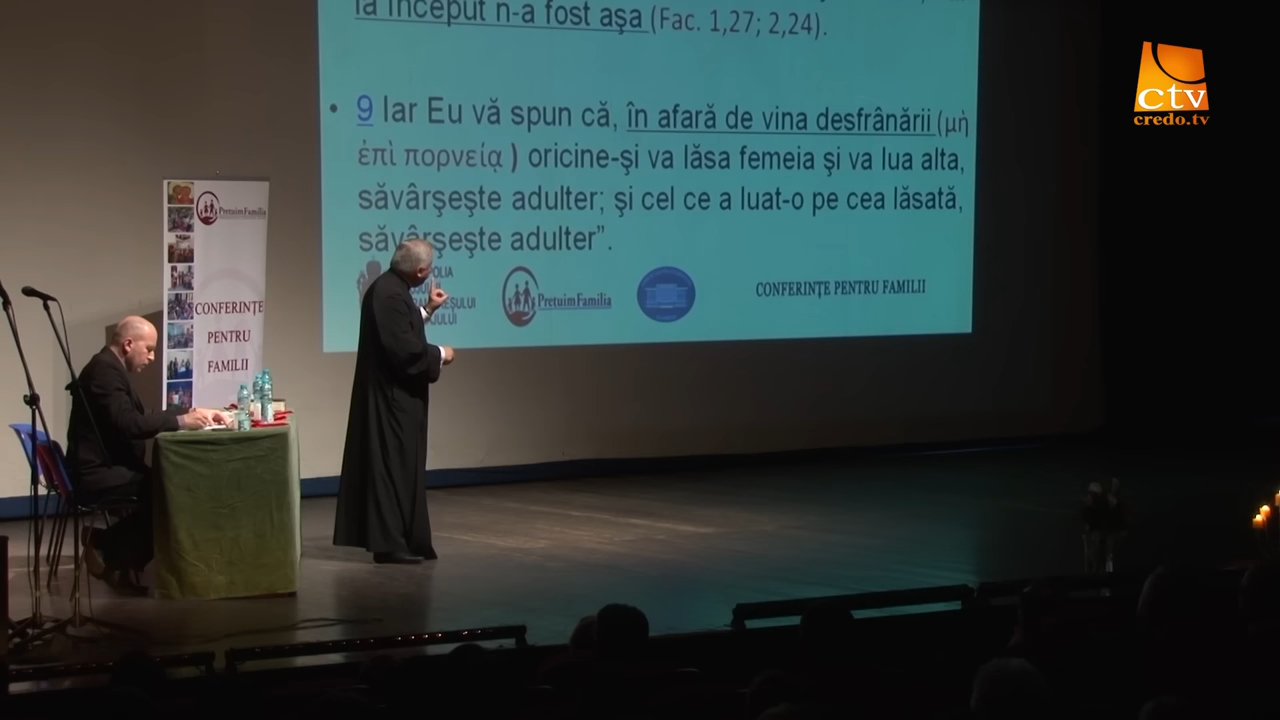 la început n-a fost aşa (Fac. 1,27; 2,24).
• 9 Iar Eu vă spun că, în afară de vina desfrânării (μὴ
ἐπὶ πορνείᾳ ) oricine-şi va lăsa femeia şi va lua alta,
săvârşeşte adulter; şi cel ce a luat-o pe cea lăsată,
săvârşeşte adulter”.
PretuimFamilia
CONFERINŢE PENTRU FAMILII
PretuimFamilia
CONFERINŢE
PENTRU
FAMILII
ctv
credo.tv